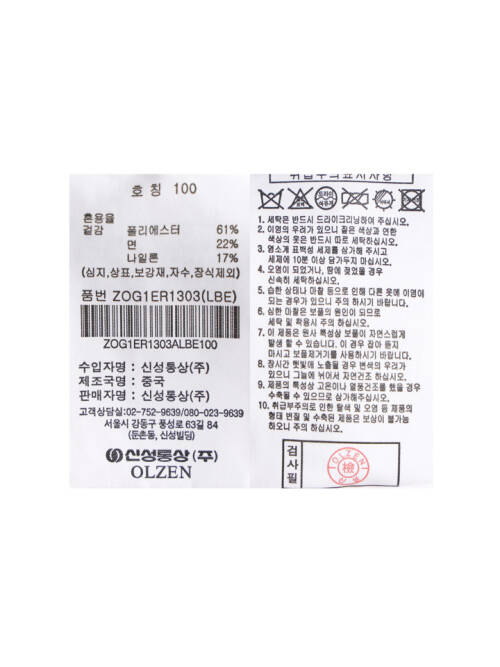 호 칭 100
혼용율
겉감 폴리에스터 61%
면 22%
나일론 17%
(심지,상표,보강재,자수,장식제외)
품번 ZOG1ER1303(LBE)
ZOG1ER1303ALBE100
수입자명 : 신성통상(주)
제조국명 : 중국
판매자명 : 신성통상(주)
고객상담실: 02-752-9639/080-023-9639
서울시 강동구 풍성로 63길 84
(둔촌동, 신성빌딩)
신성통상(주)
OLZEN
취급주의표시사항
드라이
1. 세탁은 반드시 드라이크리닝하여 주십시오.
2. 이염의 우려가 있으니 짙은 색상과 연한
색상의 옷은 반드시 따로 세탁하십시오.
3. 염소계 표백성 세제를 삼가해 주시고
세제에 10분 이상 담가두지 마십시오.
4. 오염이 되었거나, 땀에 젖었을 경우
신속히 세탁하십시오.
5. 습한 상태나 마찰 등으로 인해 다른 옷에 이염이
되는 경우가 있으니 주의 하시기 바랍니다.
6. 심한 마찰은 보풀의 원인이 되므로
세탁 및 착용시 주의 하십시오.
7. 이 제품은 원사 특성상 보풀이 자연스럽게
발생 할 수 있습니다. 이 경우 잡아 뜯지
마시고 보풀제거기를 사용하시기 바랍니다.
8. 장시간 햇빛에 노출될 경우 변색의 우려가
있으니 그늘에 뉘어서 자연건조 하십시오.
9. 제품의 특성상 고온이나 열풍건조를 했을 경우
수축될 수 있으므로 삼가해 주십시오.
10. 취급부주의로 인한 탈색 및 오염 등 제품의
형태 변질 및 수축된 제품은 보상이 불가능
하오니 주의 하십시오.
검사필
OLZEN
檢